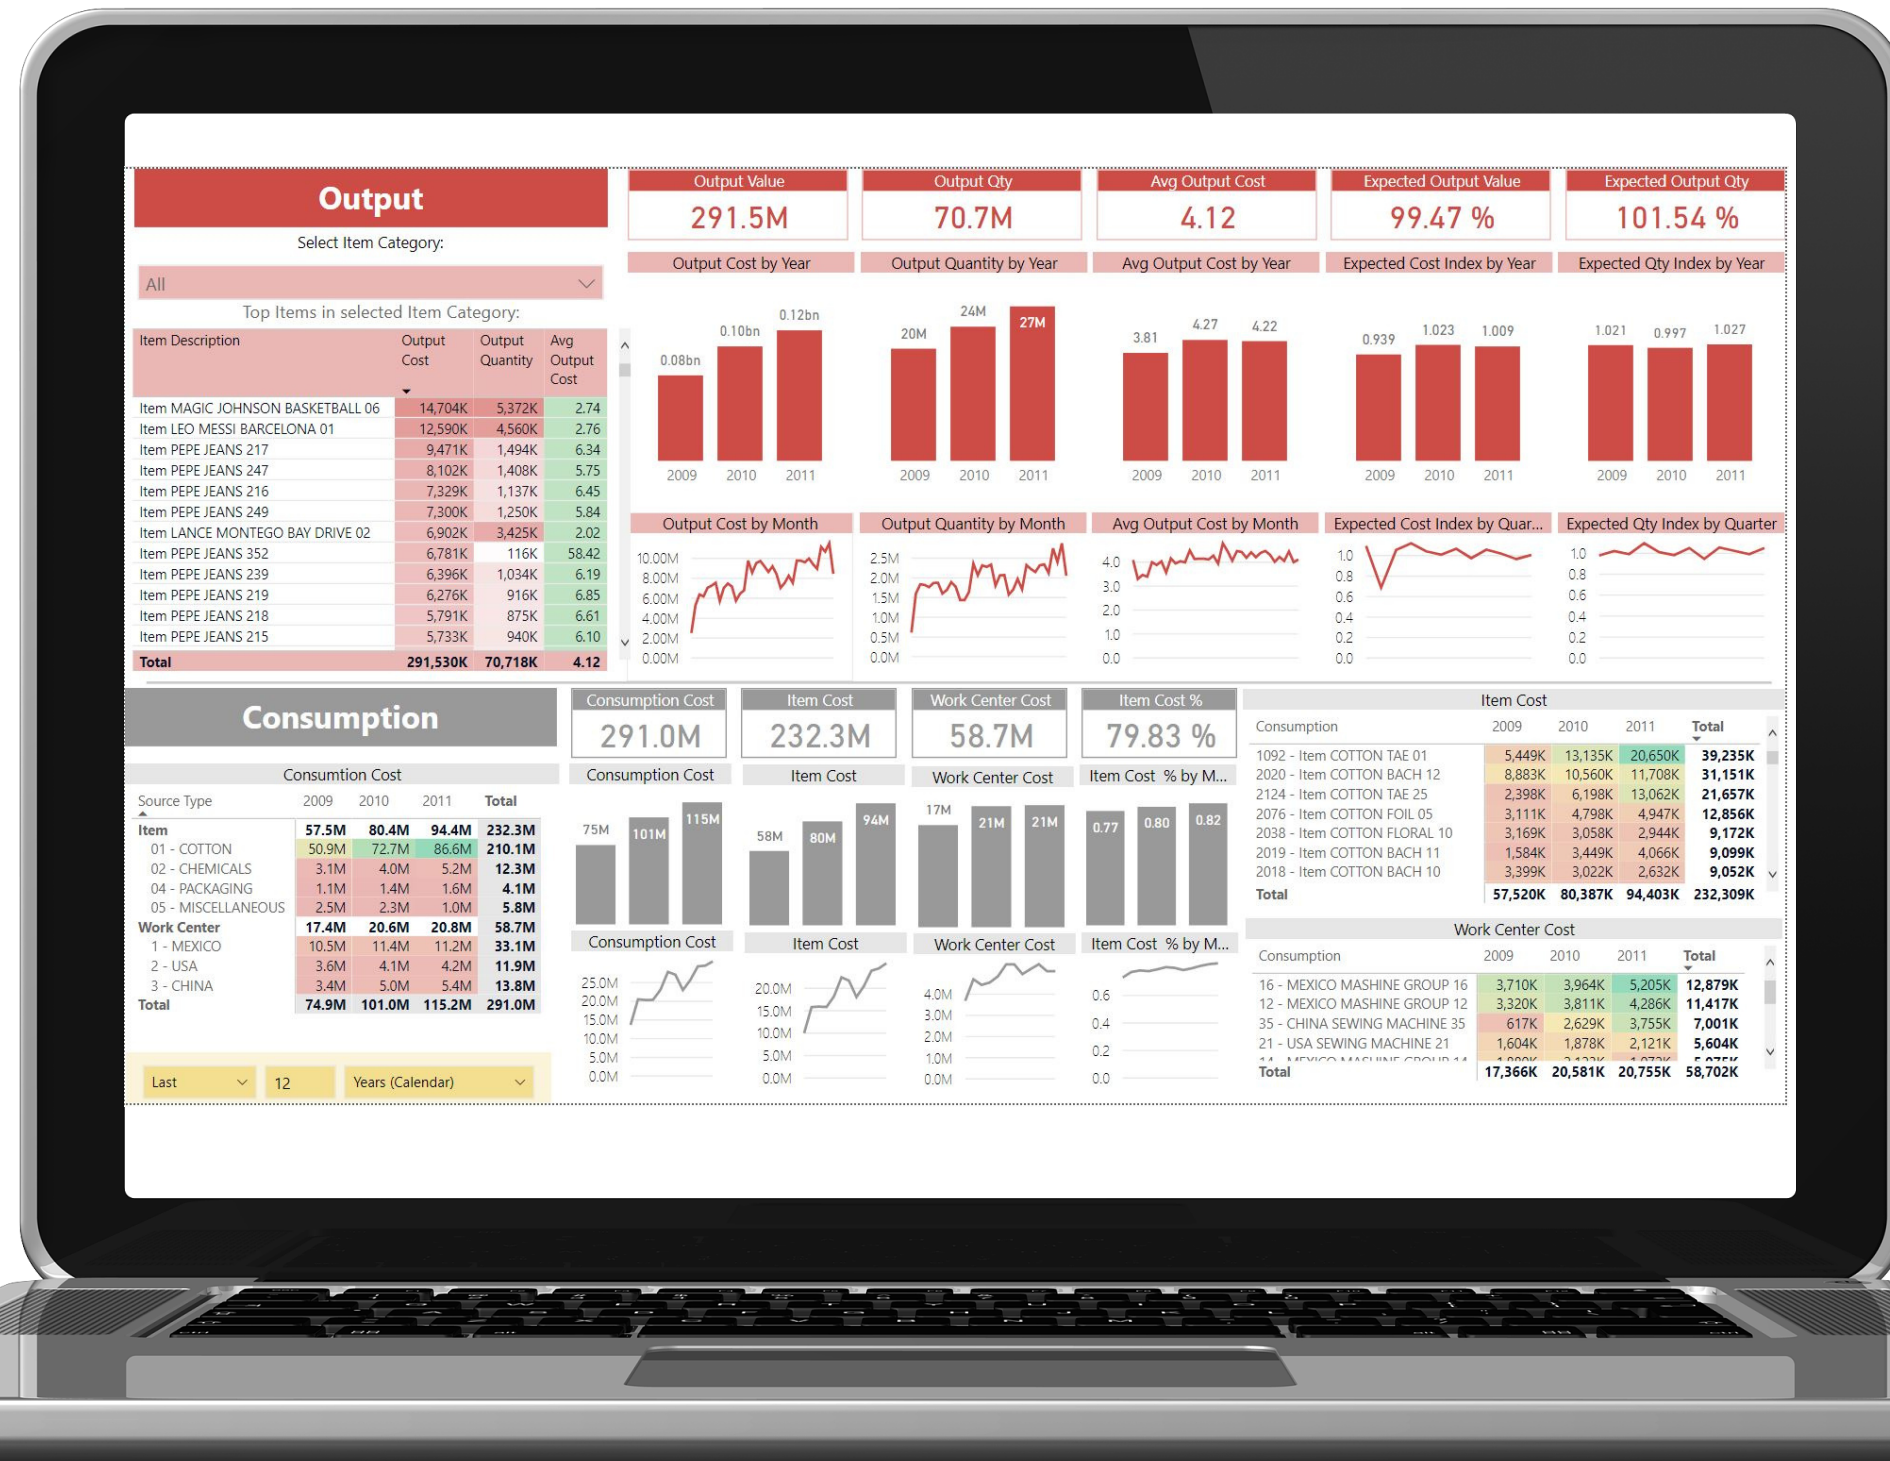 Output
Select Item Category:
All
Top Items in selected Item Category:
Item Description Output Cost Output Quantity Avg Output Cost
Item MAGIC JOHNSON BASKETBALL 06 14,704K 5,372K 2.74
Item LEO MESSI BARCELONA 01 12,590K 4,560K 2.76
Item PEPE JEANS 217 9,471K 1,494K 6.34
Item PEPE JEANS 247 8,102K 1,408K 5.75
Item PEPE JEANS 216 7,329K 1,137K 6.45
Item PEPE JEANS 249 7,300K 1,250K 5.84
Item LANCE MONTEGO BAY DRIVE 02 6,902K 3,425K 2.02
Item PEPE JEANS 352 6,781K 116K 58.42
Item PEPE JEANS 239 6,396K 1,034K 6.19
Item PEPE JEANS 219 6,276K 916K 6.85
Item PEPE JEANS 218 5,791K 875K 6.61
Item PEPE JEANS 215 5,733K 940K 6.10
Total 291,530K 70,718K 4.12
Output Value Output Qty Avg Output Cost Expected Output Value Expected Output Qty
291.5M 70.7M 4.12 99.47 % 101.54 %
Output Cost by Year
0.08bn 0.10bn 0.12bn
2009 2010 2011
Output Quantity by Year
20M 24M 27M
2009 2010 2011
Avg Output Cost by Year
3.81 4.27 4.22
2009 2010 2011
Expected Cost Index by Year
0.939 1.023 1.009
2009 2010 2011
Expected Qty Index by Year
1.021 0.997 1.027
2009 2010 2011
Output Cost by Month
10.00M
8.00M
6.00M
4.00M
2.00M
0.00M
Output Quantity by Month
2.5M
2.0M
1.5M
1.0M
0.5M
0.0M
Avg Output Cost by Month
4.0
3.0
2.0
1.0
0.0
Expected Cost Index by Quar...
1.0
0.8
0.6
0.4
0.2
0.0
Expected Qty Index by Quarter
1.0
0.8
0.6
0.4
0.2
0.0
Consumption
Consumtion Cost
Source Type 2009 2010 2011 Total
Item 57.5M 80.4M 94.4M 232.3M
01 - COTTON 50.9M 72.7M 86.6M 210.1M
02 - CHEMICALS 3.1M 4.0M 5.2M 12.3M
04 - PACKAGING 1.1M 1.4M 1.6M 4.1M
05 - MISCELLANEOUS 2.5M 2.3M 1.0M 5.8M
Work Center 17.4M 20.6M 20.8M 58.7M
1 - MEXICO 10.5M 11.4M 11.2M 33.1M
2 - USA 3.6M 4.1M 4.2M 11.9M
3 - CHINA 3.4M 5.0M 5.4M 13.8M
Total 74.9M 101.0M 115.2M 291.0M
Last 12 Years (Calendar)
Consumption Cost Item Cost Work Center Cost Item Cost %
291.0M 232.3M 58.7M 79.83 %
Consumption Cost
75M 101M 115M
Item Cost
58M 80M 94M
Work Center Cost
17M 21M 21M
Item Cost % by M...
0.77 0.80 0.82
Consumption Cost
25.0M
20.0M
15.0M
10.0M
5.0M
0.0M
Item Cost
20.0M
15.0M
10.0M
5.0M
0.0M
Work Center Cost
4.0M
3.0M
2.0M
1.0M
0.0M
Item Cost % by M...
0.6
0.4
0.2
0.0
Item Cost
Consumption 2009 2010 2011 Total
1092 - Item COTTON TAE 01 5,449K 13,135K 20,650K 39,235K
2020 - Item COTTON BACH 12 8,883K 10,560K 11,708K 31,151K
2124 - Item COTTON TAE 25 2,398K 6,198K 13,062K 21,657K
2076 - Item COTTON FOIL 05 3,111K 4,798K 4,947K 12,856K
2038 - Item COTTON FLORAL 10 3,169K 3,058K 2,944K 9,172K
2019 - Item COTTON BACH 11 1,584K 3,449K 4,066K 9,099K
2018 - Item COTTON BACH 10 3,399K 3,022K 2,632K 9,052K
Total 57,520K 80,387K 94,403K 232,309K
Work Center Cost
Consumption 2009 2010 2011 Total
16 - MEXICO MASHINE GROUP 16 3,710K 3,964K 5,205K 12,879K
12 - MEXICO MASHINE GROUP 12 3,320K 3,811K 4,286K 11,417K
35 - CHINA SEWING MACHINE 35 617K 2,629K 3,755K 7,001K
21 - USA SEWING MACHINE 21 1,604K 1,878K 2,121K 5,604K
Total 17,366K 20,581K 20,755K 58,702K